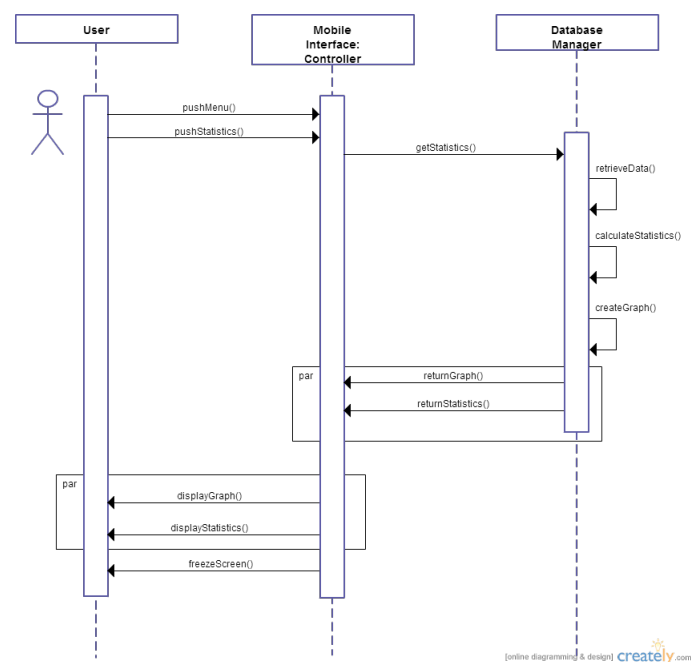 User
Mobile
Interface:
Controller
Database
Manager
pushMenu()
pushStatistics()
getStatistics()
retrieveData()
calculateStatistics()
createGraph()
par
returnGraph()
returnStatistics()
par
displayGraph()
displayStatistics()
freezeScreen()
[online diagramming & design] creately.com